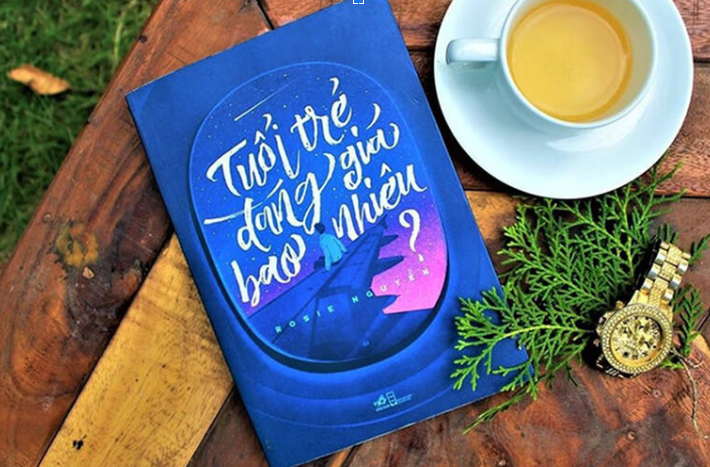 Tuổi trẻ
đáng giá
bao nhiêu
?
ROSIE NGUYỄN